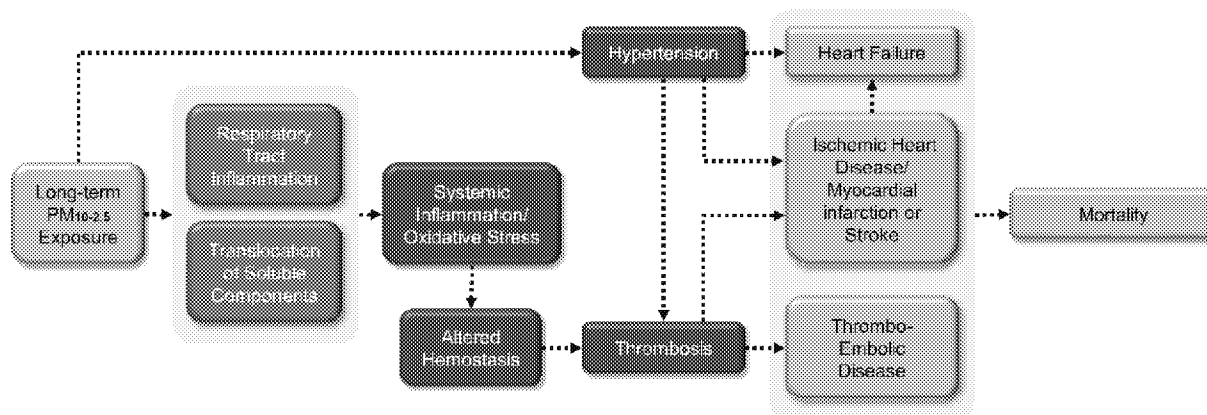 Hypertension
Heart Failure
Respiratory
Tract
Inflammation
Long-term
PM10-2.5
Exposure
Translocation
of Soluble
Components
Systemic
Inflammation/
Oxidative Stress
Ischemic Heart
Disease/
Myocardial
infarction or
Stroke
Mortality
Altered
Hemostasis
Thrombosis
Thrombo-
Embolic
Disease